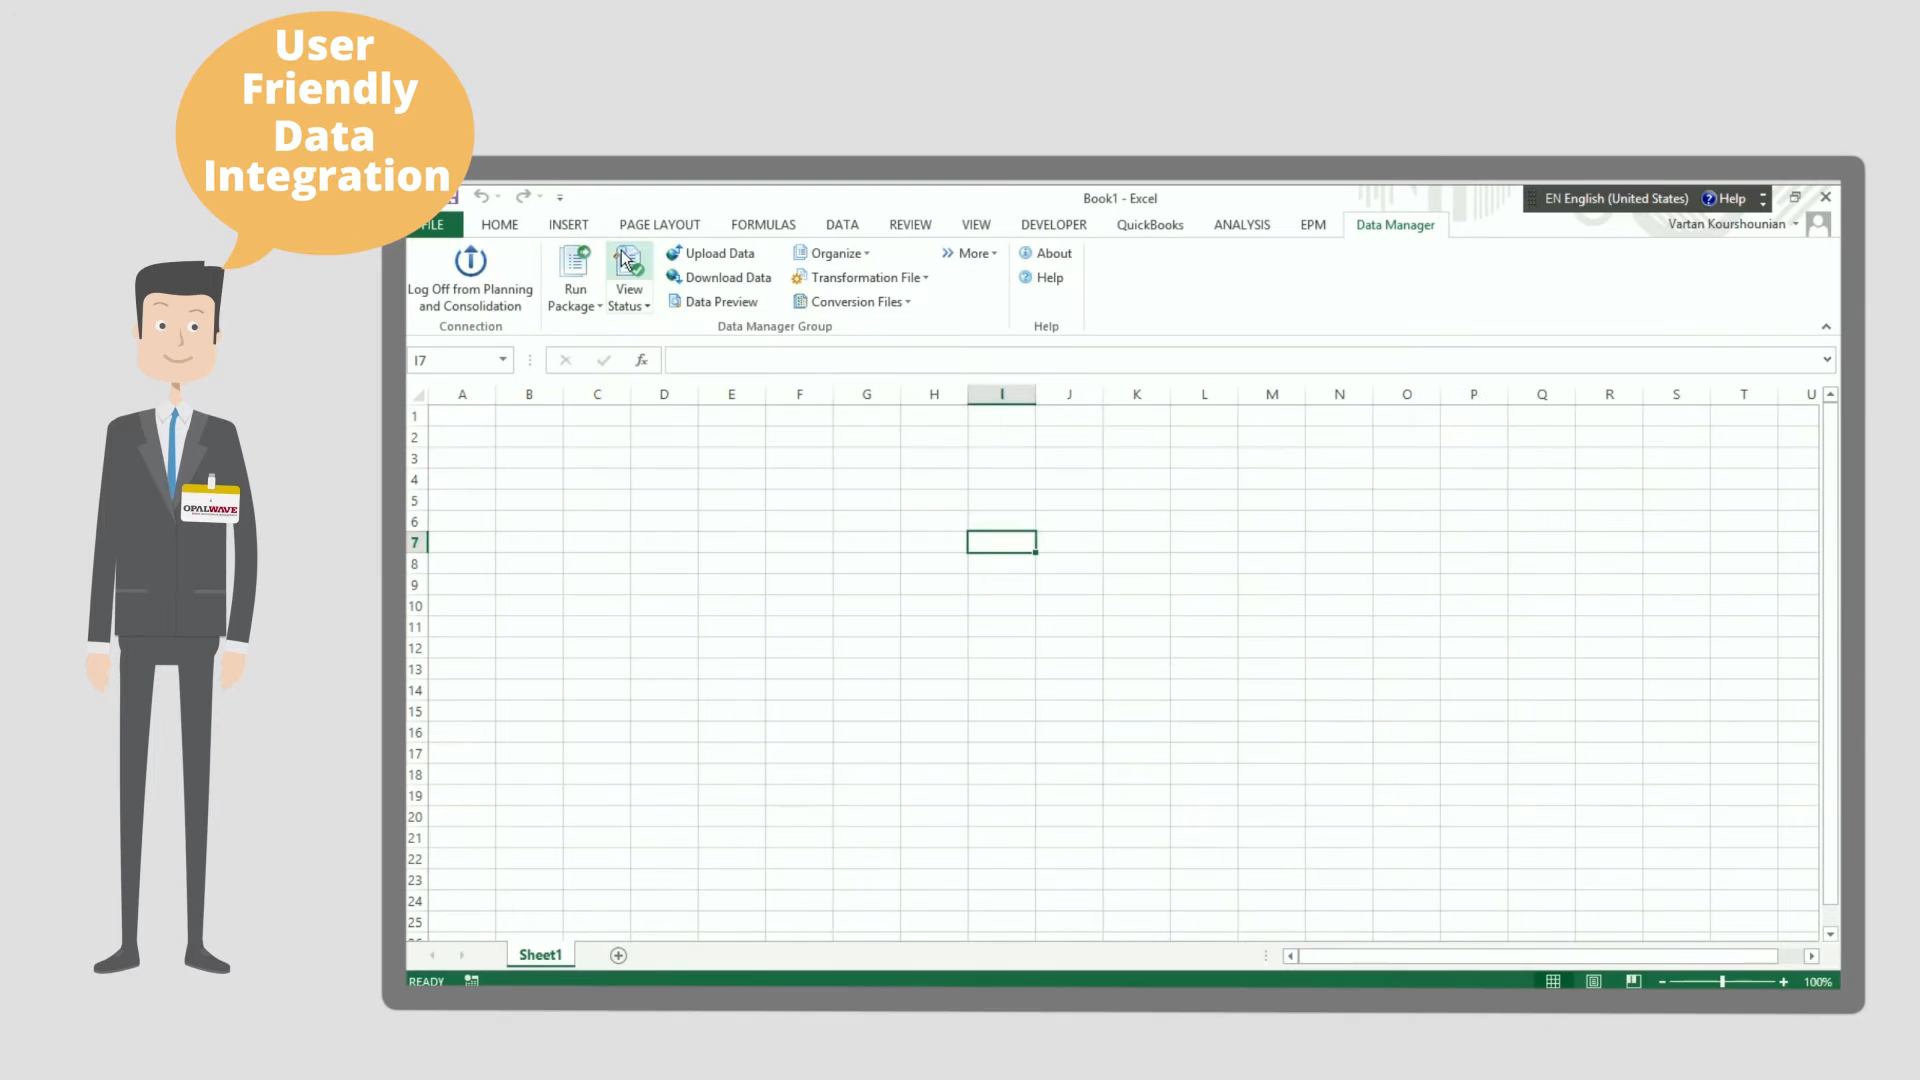 User
Friendly
Data
Integration
Book1 - Excel
EN English (United States)
Help
FILE
HOME
INSERT
PAGE LAYOUT
FORMULAS
DATA
REVIEW
VIEW
DEVELOPER
QuickBooks
ANALYSIS
EPM
Data Manager
Vartan Kourshounian
Log Off from Planning
and Consolidation
Connection
Run
Package
View
Status
Upload Data
Download Data
Data Preview
Organize
Transformation File
Conversion Files
More
Data Manager Group
About
Help
Help
I7
fx
A B C D E F G H I J K L M N O P Q R S T U
1
2
3
4
5
6
7
8
9
10
11
12
13
14
15
16
17
18
19
20
21
22
23
24
25
OPALWAVE
Sheet1
READY
100%